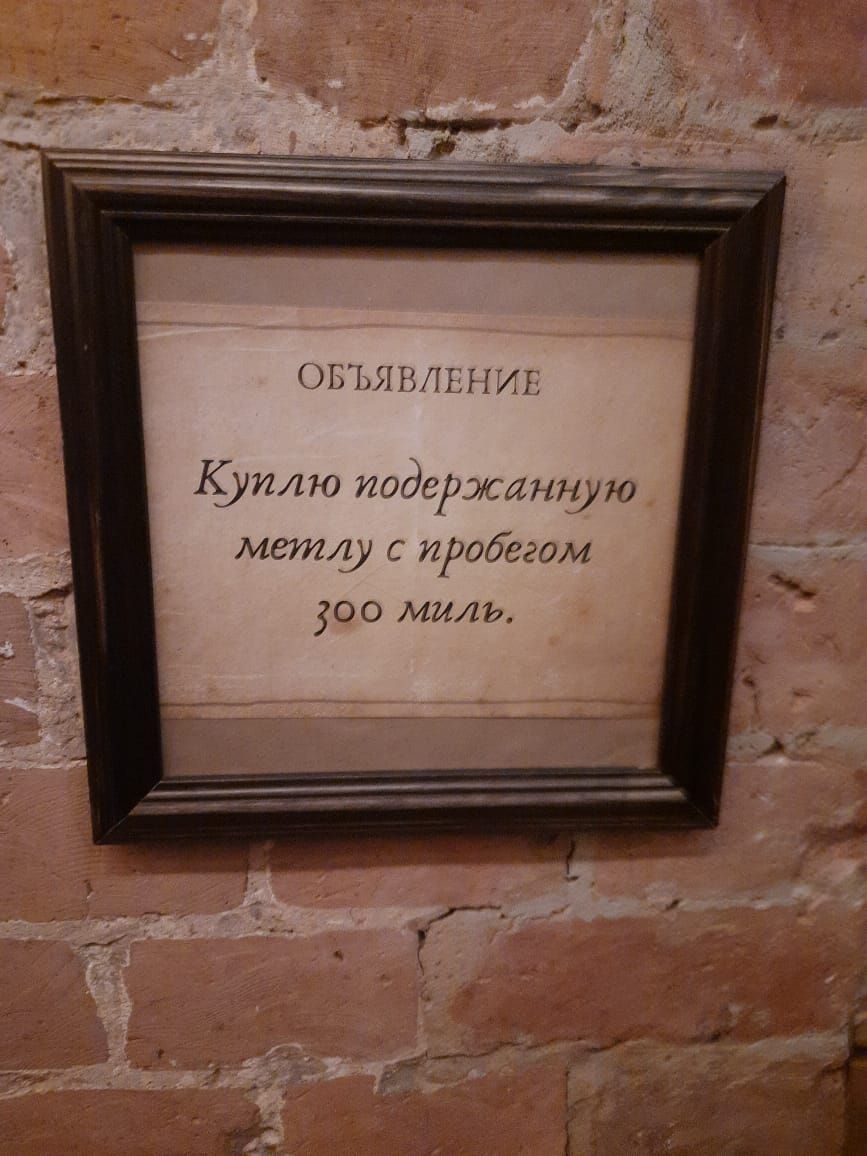 ОБЪЯВЛЕНИЕ
Куплю подержанную
метлу с пробегом
300 миль.